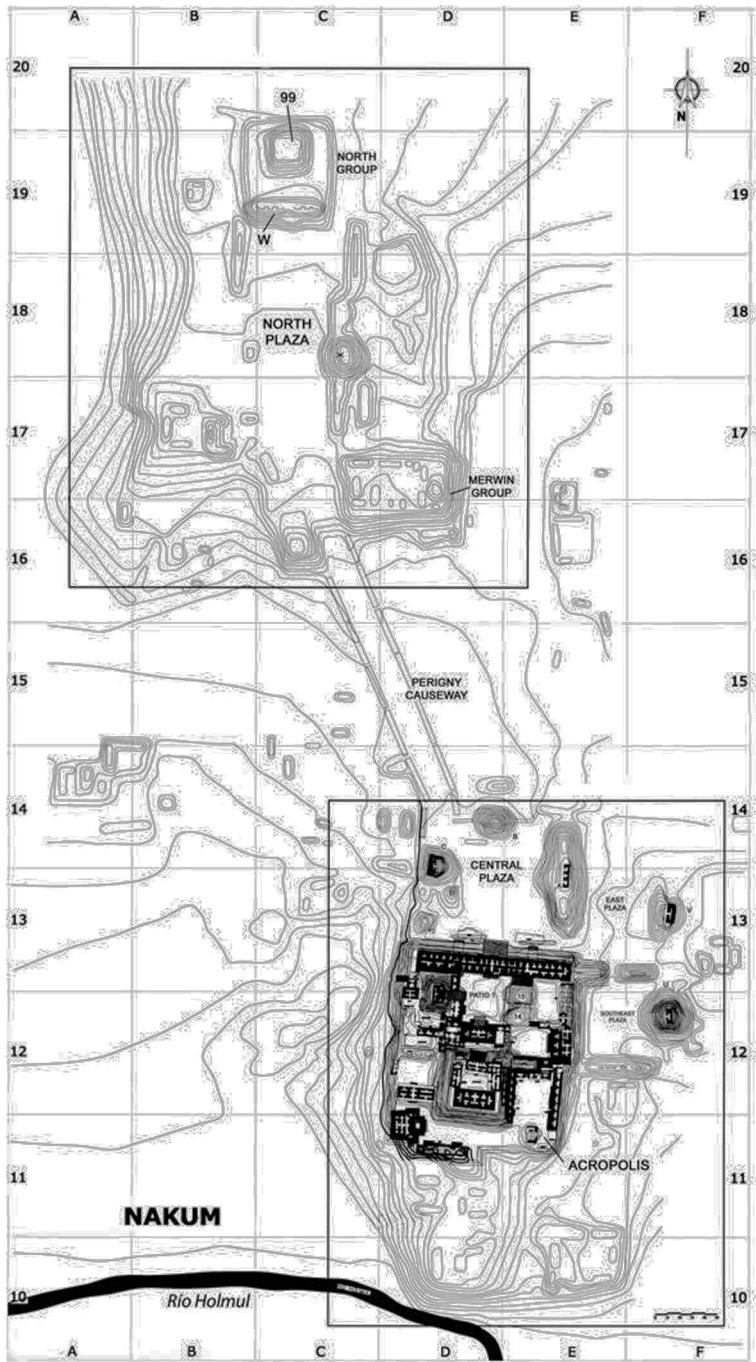 A B C D E F
20 20
N
99
NORTH
GROUP
19 19
W
18 18
NORTH
PLAZA
X
17 17
MERWIN
GROUP
16 16
15 15
PERIGNY
CAUSEWAY
14 14
B
C
CENTRAL
PLAZA
A
13 13
EAST
PLAZA
V
PATIO 1
15
U
14
SOUTHEAST
PLAZA
12 12
ACROPOLIS
11 11
NAKUM
10 10
Río Holmul
A B C D E F